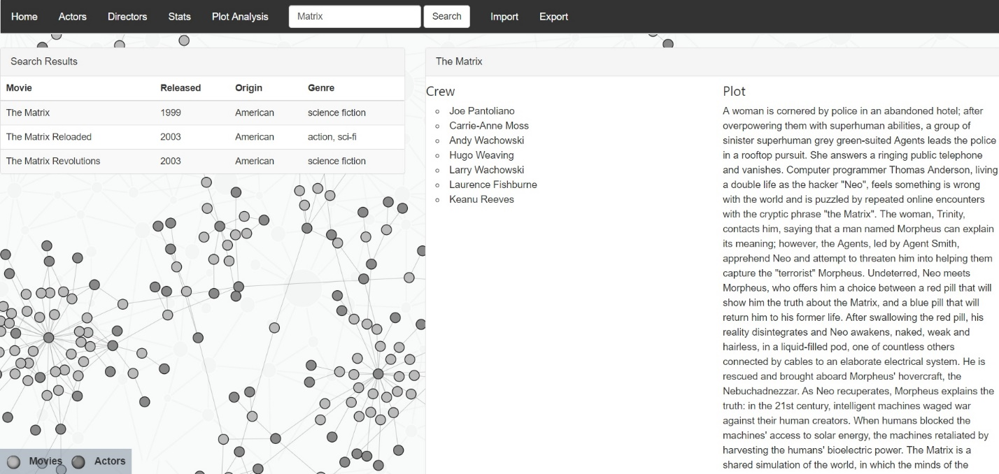 Home Actors Directors Stats Plot Analysis Matrix Search Import Export
Search Results
Movie Released Origin Genre
The Matrix 1999 American science fiction
The Matrix Reloaded 2003 American action, sci-fi
The Matrix Revolutions 2003 American science fiction
Movies Actors
The Matrix
Crew
Joe Pantoliano
Carrie-Anne Moss
Andy Wachowski
Hugo Weaving
Larry Wachowski
Laurence Fishburne
Keanu Reeves
Plot
A woman is cornered by police in an abandoned hotel; after
overpowering them with superhuman abilities, a group of
sinister superhuman grey green-suited Agents leads the police
in a rooftop pursuit. She answers a ringing public telephone
and vanishes. Computer programmer Thomas Anderson, living
a double life as the hacker "Neo", feels something is wrong
with the world and is puzzled by repeated online encounters
with the cryptic phrase "the Matrix". The woman, Trinity,
contacts him, saying that a man named Morpheus can explain
its meaning; however, the Agents, led by Agent Smith,
apprehend Neo and attempt to threaten him into helping them
capture the "terrorist" Morpheus. Undeterred, Neo meets
Morpheus, who offers him a choice between a red pill that will
show him the truth about the Matrix, and a blue pill that will
return him to his former life. After swallowing the red pill, his
reality disintegrates and Neo awakens, naked, weak and
hairless, in a liquid-filled pod, one of countless others
connected by cables to an elaborate electrical system. He is
rescued and brought aboard Morpheus' hovercraft, the
Nebuchadnezzar. As Neo recuperates, Morpheus explains the
truth: in the 21st century, intelligent machines waged war
against their human creators. When humans blocked the
machines' access to solar energy, the machines retaliated by
harvesting the humans' bioelectric power. The Matrix is a
shared simulation of the world, in which the minds of the